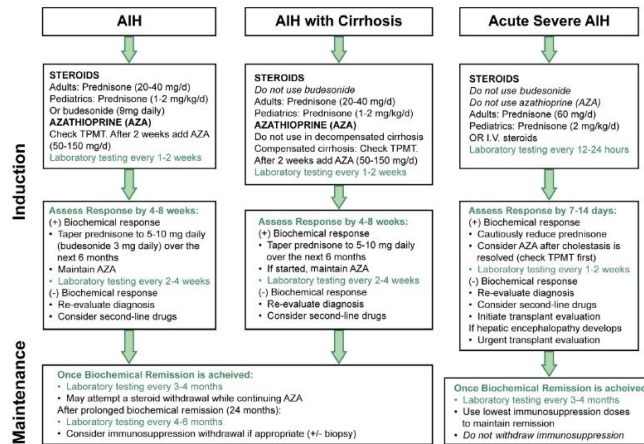 AIH
AIH with Cirrhosis
Acute Severe AIH
Induction
STEROIDS
Adults: Prednisone (20-40 mg/d)
Pediatrics: Prednisone (1-2 mg/kg/d)
Or budesonide (9mg daily)
AZATHIOPRINE (AZA)
Check TPMT. After 2 weeks add AZA
(50-150 mg/d)
Laboratory testing every 1-2 weeks
STEROIDS
Do not use budesonide
Adults: Prednisone (20-40 mg/d)
Pediatrics: Prednisone (1-2 mg/kg/d)
AZATHIOPRINE (AZA)
Do not use in decompensated cirrhosis
Compensated cirrhosis: Check TPMT.
After 2 weeks add AZA (50-150 mg/d)
Laboratory testing every 1-2 weeks
STEROIDS
Do not use budesonide
Do not use azathioprine (AZA)
Adults: Prednisone (60 mg/d)
Pediatrics: Prednisone (2 mg/kg/d)
OR I.V. steroids
Laboratory testing every 12-24 hours
Assess Response by 4-8 weeks:
(+) Biochemical response
• Taper prednisone to 5-10 mg daily
(budesonide 3 mg daily) over the
next 6 months
• Maintain AZA
• Laboratory testing every 2-4 weeks
(-) Biochemical response
• Re-evaluate diagnosis
• Consider second-line drugs
Assess Response by 4-8 weeks:
(+) Biochemical response
• Taper prednisone to 5-10 mg daily
over the next 6 months
• If started, maintain AZA
• Laboratory testing every 2-4 weeks
(-) Biochemical response
• Re-evaluate diagnosis
• Consider second-line drugs
Assess Response by 7-14 days:
(+) Biochemical response
• Cautiously reduce prednisone
• Consider AZA after cholestasis is
resolved (check TPMT first)
• Laboratory testing every 1-2 weeks
(-) Biochemical response
• Re-evaluate diagnosis
• Consider second-line drugs
• Initiate transplant evaluation
If hepatic encephalopathy develops
• Urgent transplant evaluation
Maintenance
Once Biochemical Remission is acheived:
• Laboratory testing every 3-4 months
• May attempt a steroid withdrawal while continuing AZA
After prolonged biochemical remission (24 months):
• Laboratory testing every 4-6 months
• Consider immunosuppression withdrawal if appropriate (+/- biopsy)
Once Biochemical Remission is achieved:
• Laboratory testing every 3-4 months
• Use lowest immunosuppression doses
to maintain remission
• Do not withdraw immunosuppression